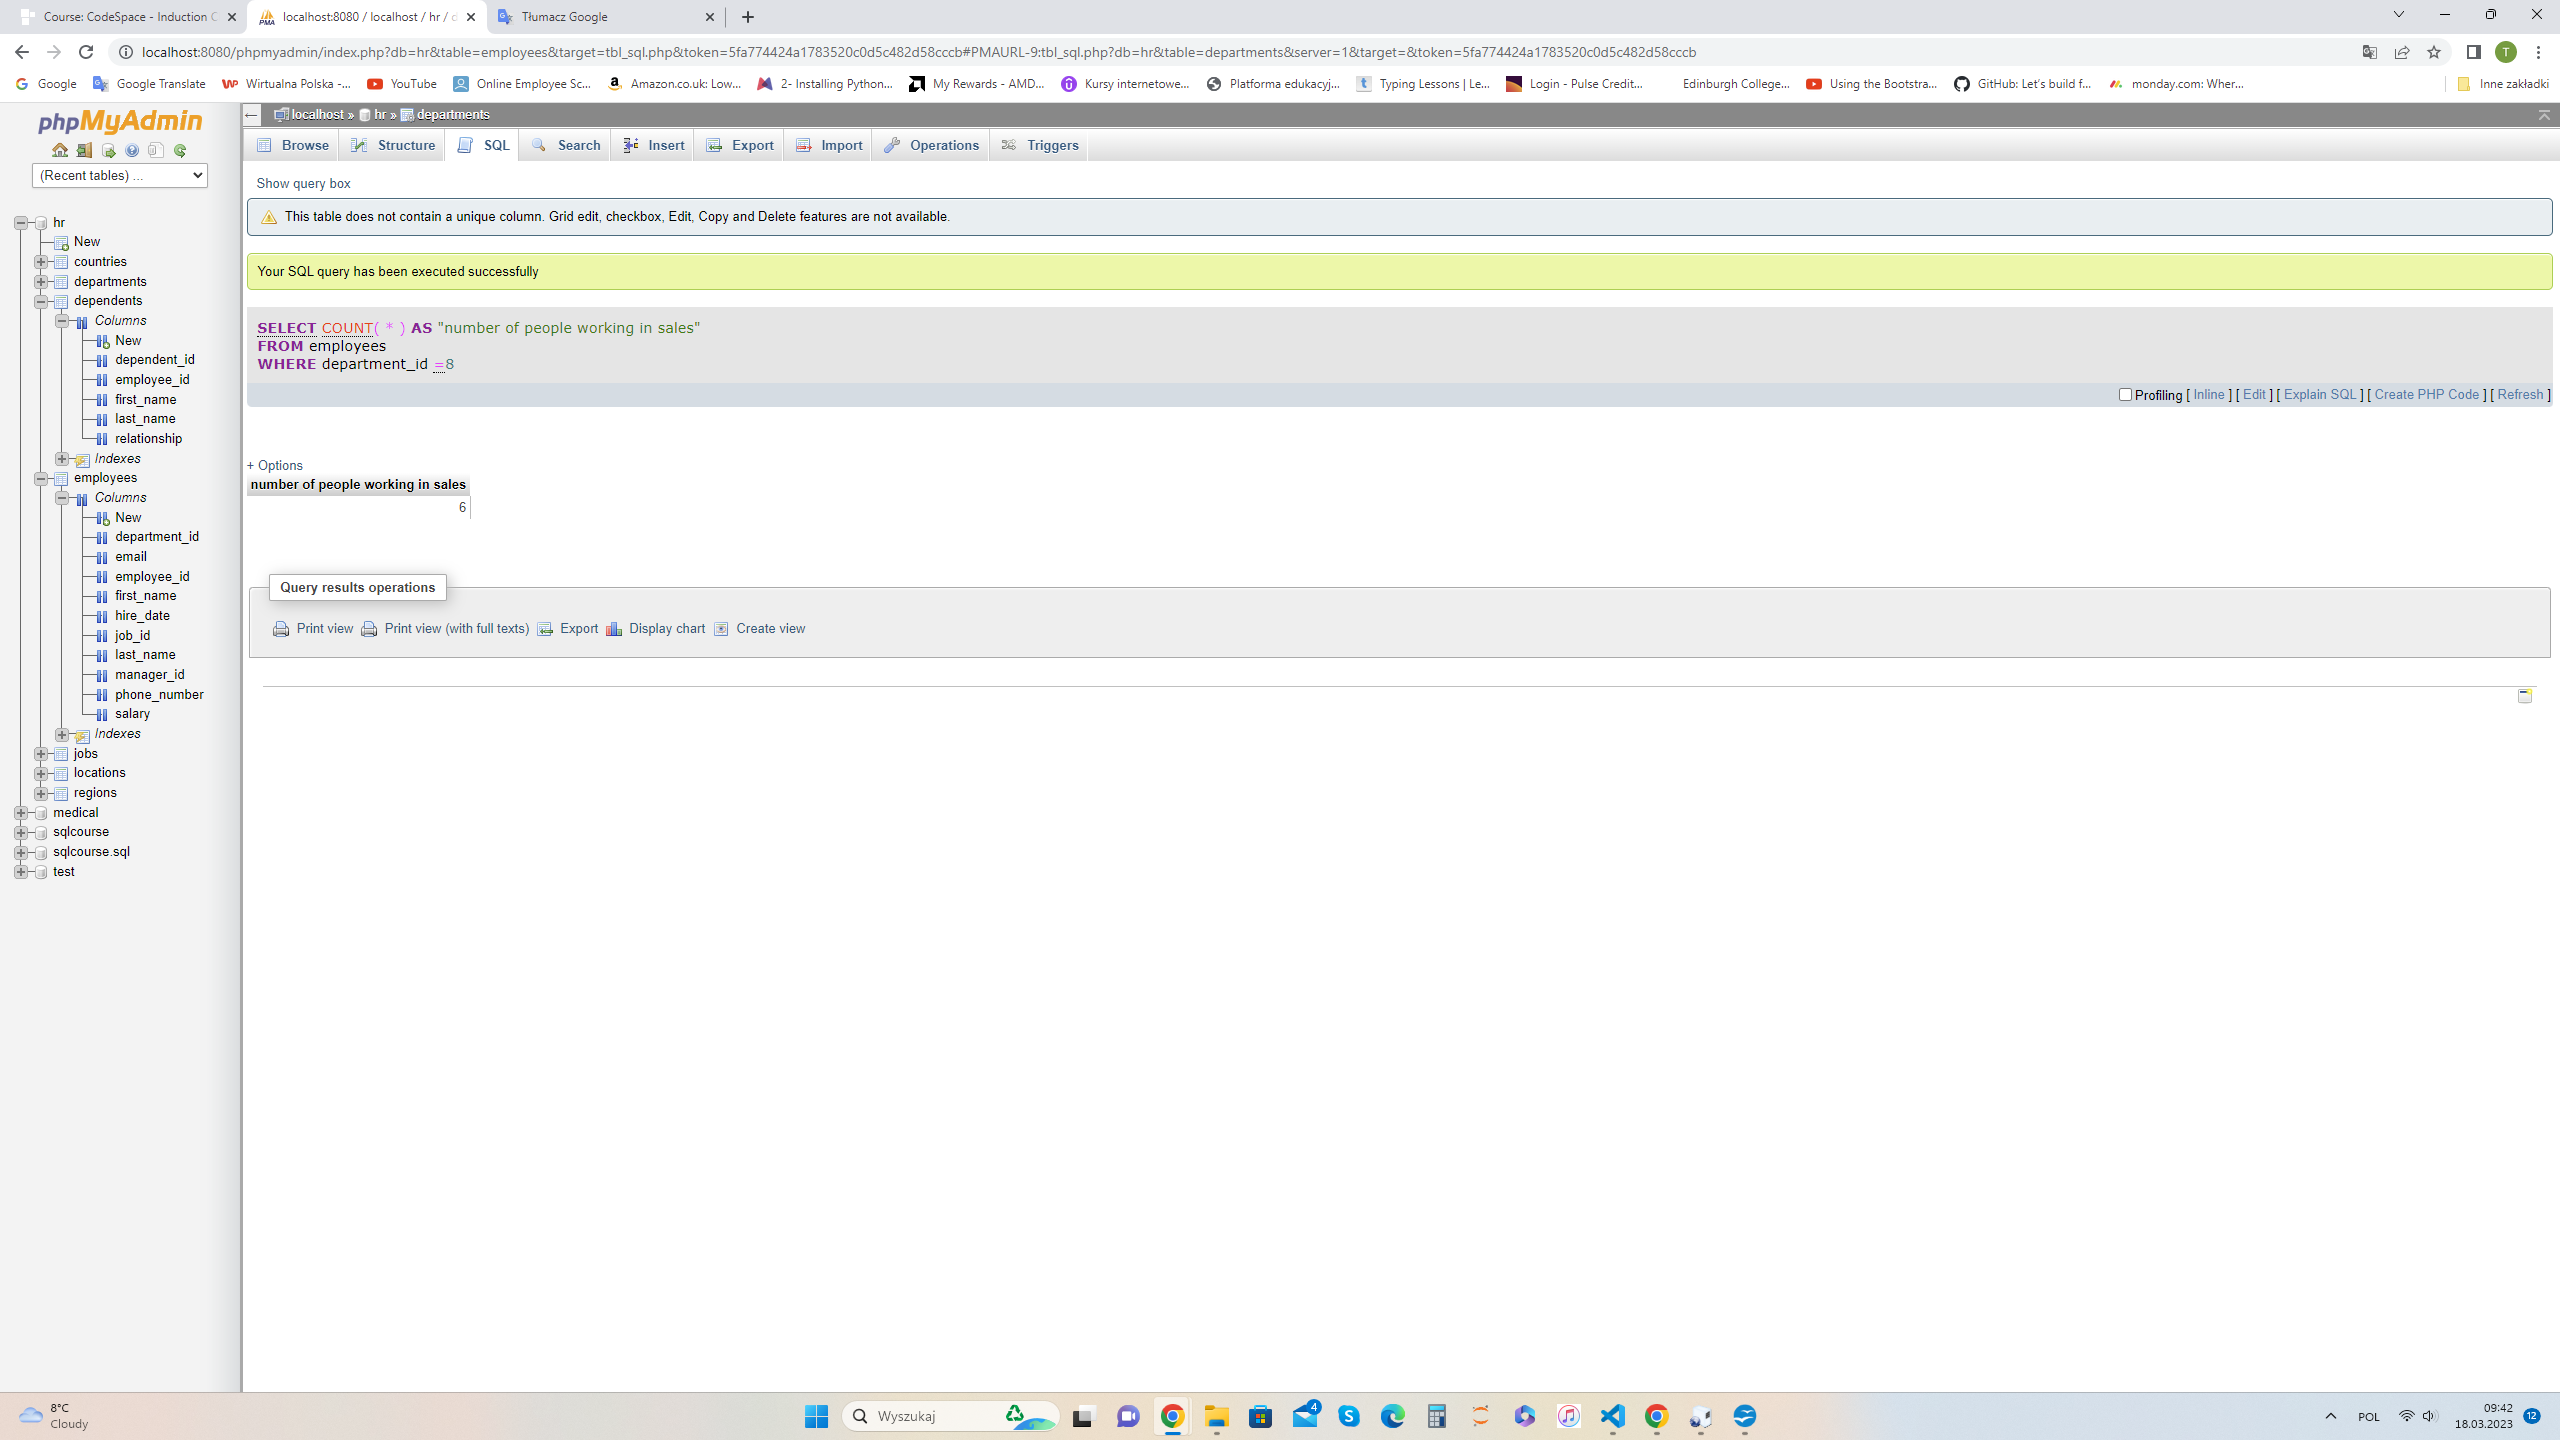 Course: CodeSpace - Induction C
localhost:8080 / localhost / hr / d
Tłumacz Google
localhost:8080/phpmyadmin/index.php?db=hr&table=employees&target=tbl_sql.php&token=5fa774424a1783520c0d5c482d58cccb#PMAURL-9:tbl_sql.php?db=hr&table=departments&server=1&target=&token=5fa774424a1783520c0d5c482d58cccb
T
Google
Google Translate
Wirtualna Polska -...
YouTube
Online Employee Sc...
Amazon.co.uk: Low...
2- Installing Python...
My Rewards - AMD...
Kursy internetowe...
Platforma edukacyj...
Typing Lessons | Le...
Login - Pulse Credit...
Edinburgh College...
Using the Bootstra...
GitHub: Let's build f...
monday.com: Wher...
Inne zakładki
phpMyAdmin
(Recent tables) ...
hr
New
countries
departments
dependents
Columns
New
dependent_id
employee_id
first_name
last_name
relationship
Indexes
employees
Columns
New
department_id
email
employee_id
first_name
hire_date
job_id
last_name
manager_id
phone_number
salary
Indexes
jobs
locations
regions
medical
sqlcourse
sqlcourse.sql
test
localhost » hr » departments
Browse
Structure
SQL
Search
Insert
Export
Import
Operations
Triggers
Show query box
This table does not contain a unique column. Grid edit, checkbox, Edit, Copy and Delete features are not available.
Your SQL query has been executed successfully
SELECT COUNT( * ) AS "number of people working in sales"
FROM employees
WHERE department_id =8
Profiling [ Inline ] [ Edit ] [ Explain SQL ] [ Create PHP Code ] [ Refresh ]
+ Options
number of people working in sales
6
Query results operations
Print view
Print view (with full texts)
Export
Display chart
Create view
8°C
Cloudy
Wyszukaj
4
POL
09:42
18.03.2023
12